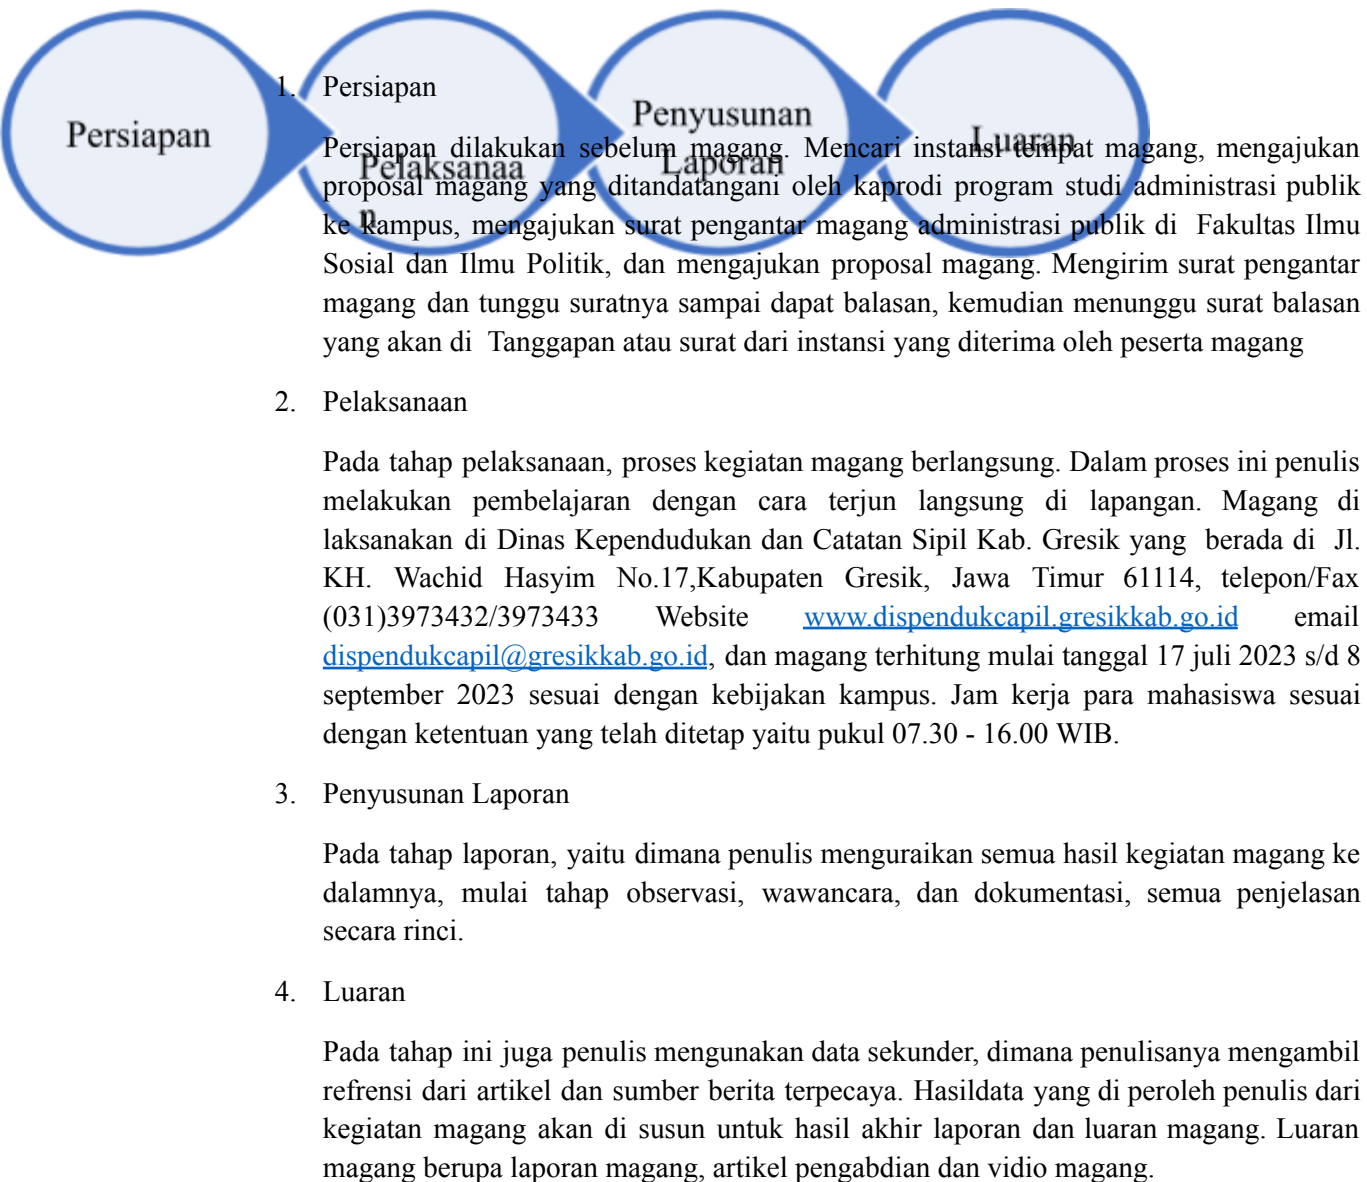 Persiapan
Pelaksanaa
n
Penyusunan
Laporan
Luaran
1. Persiapan
Persiapan dilakukan sebelum magang. Mencari instansi tempat magang, mengajukan
proposal magang yang ditandatangani oleh kaprodi program studi administrasi publik
ke kampus, mengajukan surat pengantar magang administrasi publik di Fakultas Ilmu
Sosial dan Ilmu Politik, dan mengajukan proposal magang. Mengirim surat pengantar
magang dan tunggu suratnya sampai dapat balasan, kemudian menunggu surat balasan
yang akan di Tanggapan atau surat dari instansi yang diterima oleh peserta magang
2. Pelaksanaan
Pada tahap pelaksanaan, proses kegiatan magang berlangsung. Dalam proses ini penulis
melakukan pembelajaran dengan cara terjun langsung di lapangan. Magang di
laksanakan di Dinas Kependudukan dan Catatan Sipil Kab. Gresik yang berada di Jl.
KH. Wachid Hasyim No.17,Kabupaten Gresik, Jawa Timur 61114, telepon/Fax
(031)3973432/3973433 Website www.dispendukcapil.gresikkab.go.id email
dispendukcapil@gresikkab.go.id, dan magang terhitung mulai tanggal 17 juli 2023 s/d 8
september 2023 sesuai dengan kebijakan kampus. Jam kerja para mahasiswa sesuai
dengan ketentuan yang telah ditetap yaitu pukul 07.30 - 16.00 WIB.
3. Penyusunan Laporan
Pada tahap laporan, yaitu dimana penulis menguraikan semua hasil kegiatan magang ke
dalamnya, mulai tahap observasi, wawancara, dan dokumentasi, semua penjelasan
secara rinci.
4. Luaran
Pada tahap ini juga penulis mengunakan data sekunder, dimana penulisanya mengambil
refrensi dari artikel dan sumber berita terpecaya. Hasildata yang di peroleh penulis dari
kegiatan magang akan di susun untuk hasil akhir laporan dan luaran magang. Luaran
magang berupa laporan magang, artikel pengabdian dan vidio magang.